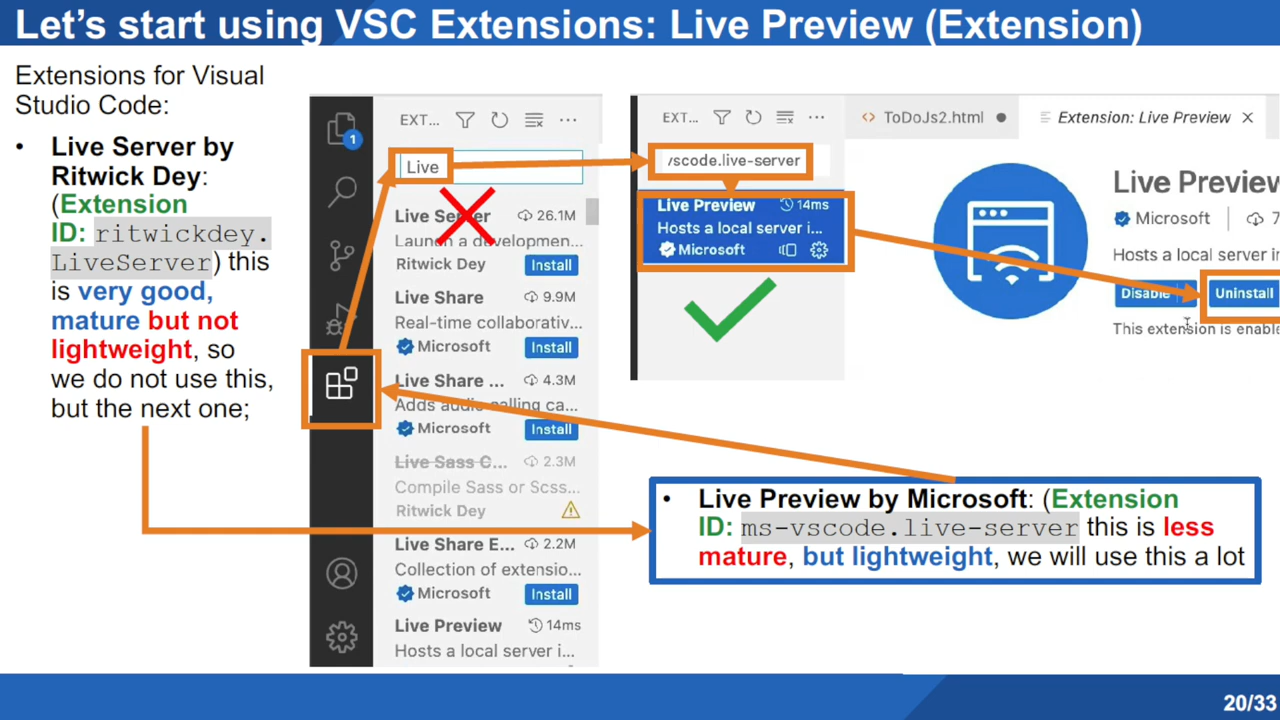 Let's start using VSC Extensions: Live Preview (Extension)
Extensions for Visual
Studio Code:
• Live Server by
Ritwick Dey:
(Extension
ID: ritwickdey.
LiveServer) this
is very good,
mature but not
lightweight, so
we do not use this,
but the next one;
1
EXT...
Live
Live Server 26.1M
Launch a developmen...
Ritwick Dey Install
Live Share 9.9M
Real-time collaborativ...
Microsoft Install
Live Share ... 4.3M
Adds audio calling ca...
Microsoft Install
Live Sass C... 2.3M
Compile Sass or Scss...
Ritwick Dey
Live Share E... 2.2M
Collection of extensio...
Microsoft Install
Live Preview 14ms
Hosts a local server i...
EXT...
/scode.live-server
Live Preview 14ms
Hosts a local server i...
Microsoft
<> ToDoJs2.html ●
Extension: Live Preview ×
Live Preview
Microsoft | 7
Hosts a local server in
Disable Uninstall
This extension is enable
• Live Preview by Microsoft: (Extension
ID: ms-vscode.live-server this is less
mature, but lightweight, we will use this a lot
20/33